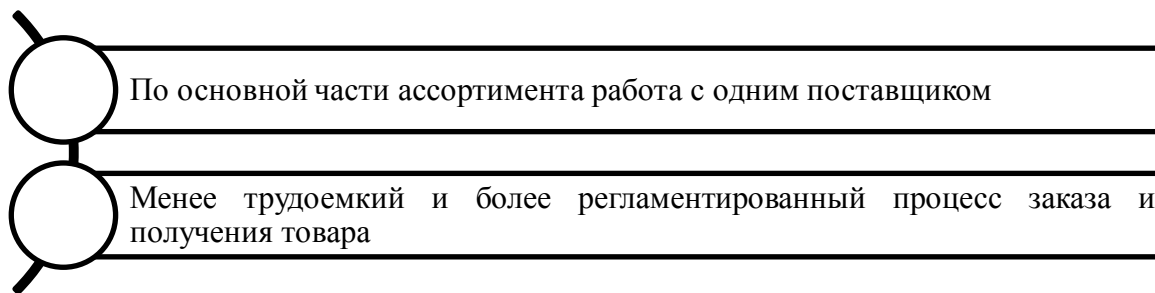 По основной части ассортимента работа с одним поставщиком
Менее трудоемкий и более регламентированный процесс заказа и
получения товара